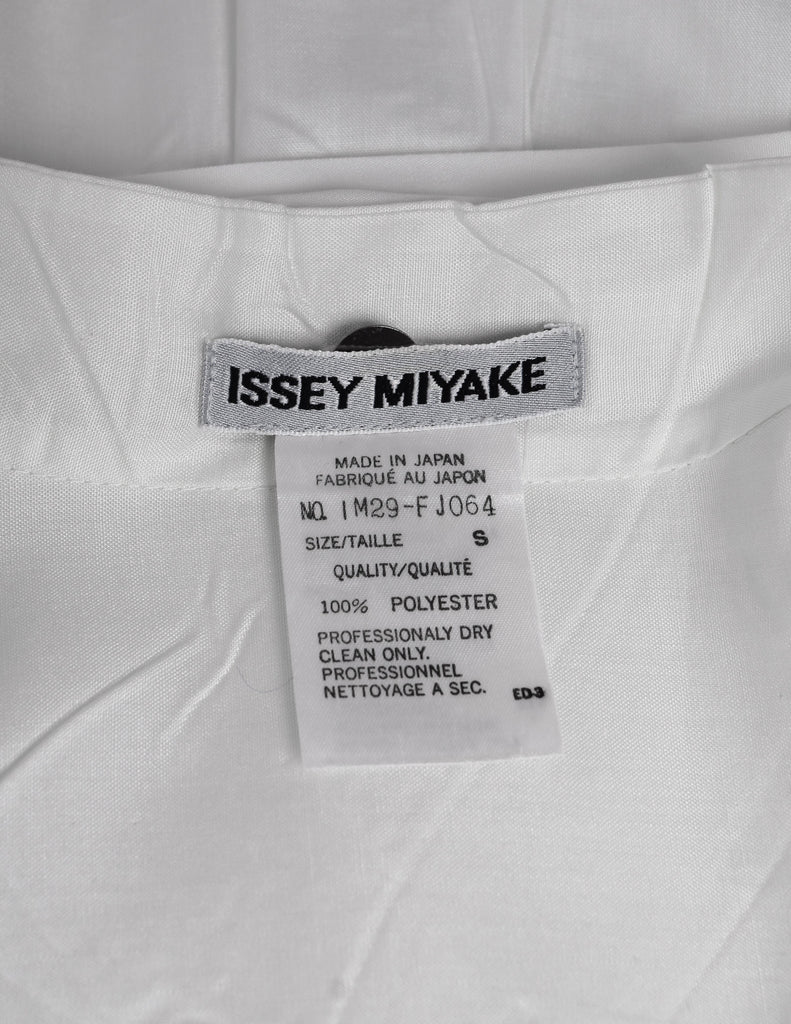 ISSEY MIYAKE
MADE IN JAPAN
FABRIQUÉ AU JAPON
NO. IM29-FJ064
SIZE/TAILLE S
QUALITY/QUALITÉ
100% POLYESTER
PROFESSIONALY DRY
CLEAN ONLY.
PROFESSIONNEL
NETTOYAGE A SEC. ED-3